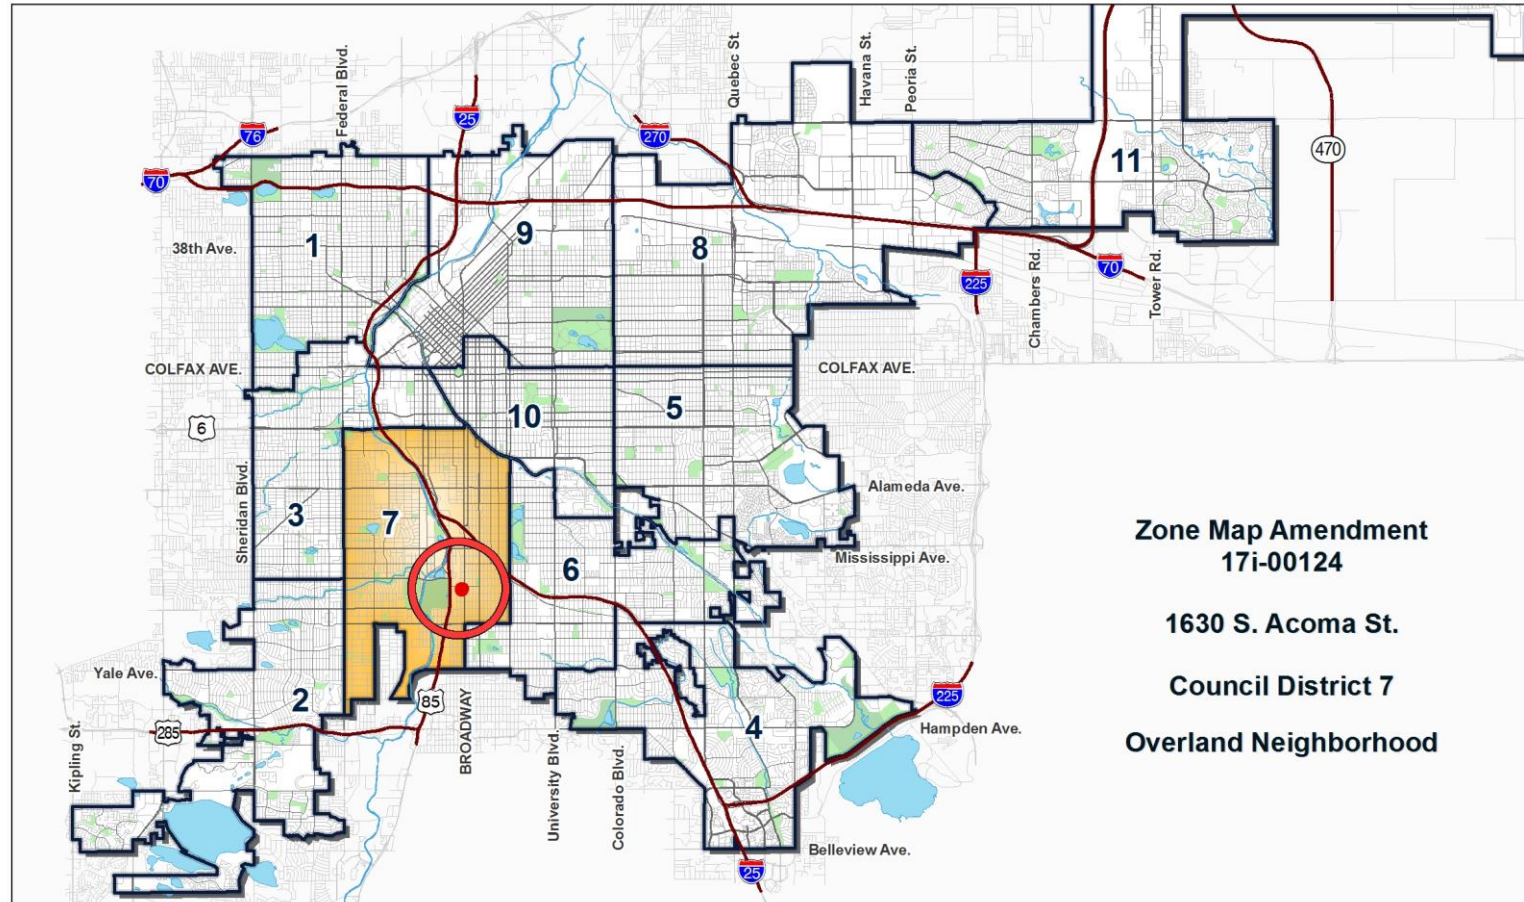 Federal Blvd.
Quebec St.
Havana St.
Peoria St.
76
25
270
70
470
11
38th Ave.
1
9
8
225
Chambers Rd.
70
Tower Rd.
COLFAX AVE.
COLFAX AVE.
6
10
5
Sheridan Blvd.
3
7
Alameda Ave.
Mississippi Ave.
6
Zone Map Amendment
17i-00124
1630 S. Acoma St.
Council District 7
Overland Neighborhood
Yale Ave.
2
85
BROADWAY
225
285
4
Hampden Ave.
Kipling St.
University Blvd.
Colorado Blvd.
Belleview Ave.
25